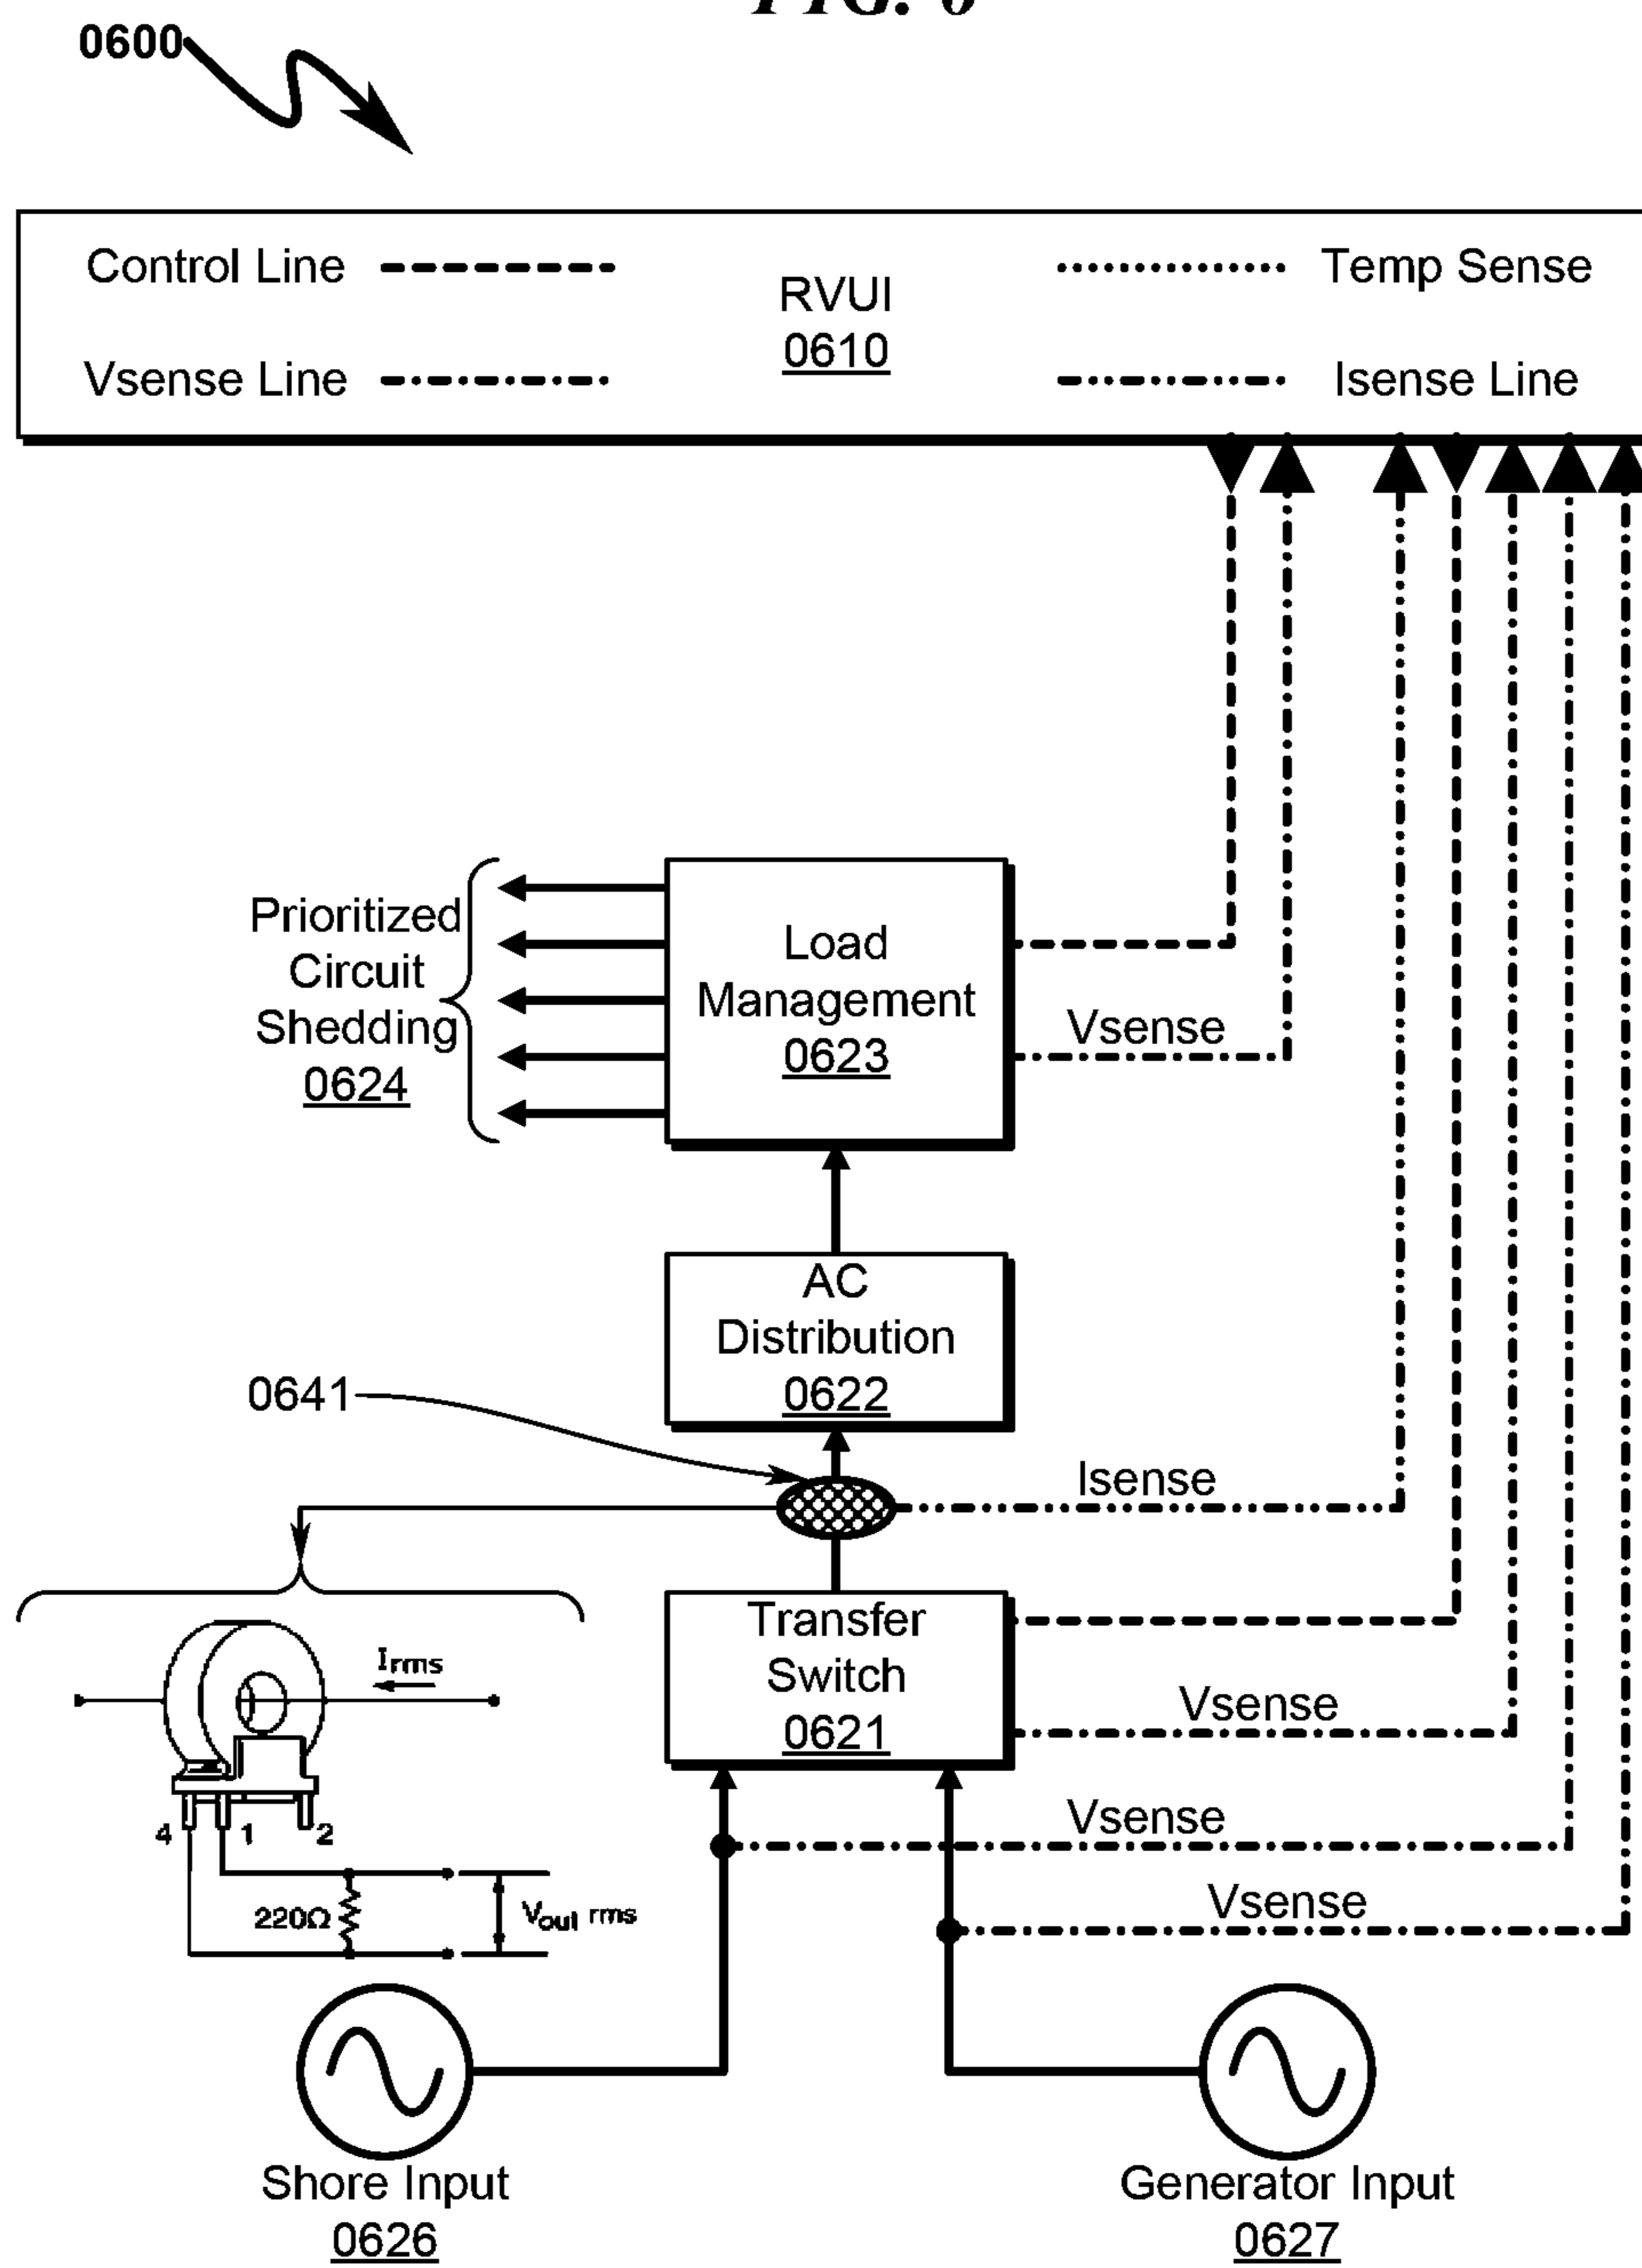 FIG. 6
0600
Control Line
RVUI
Temp Sense
0610
Vsense Line
Isense Line
Prioritized
Circuit
Shedding
0624
Load
Management
0623
Vsense
AC
Distribution
0622
0641
Isense
Transfer
Switch
0621
Irms
Vsense
4
1
2
Vsense
220Ω
Vout rms
Vsense
Shore Input
0626
Generator Input
0627